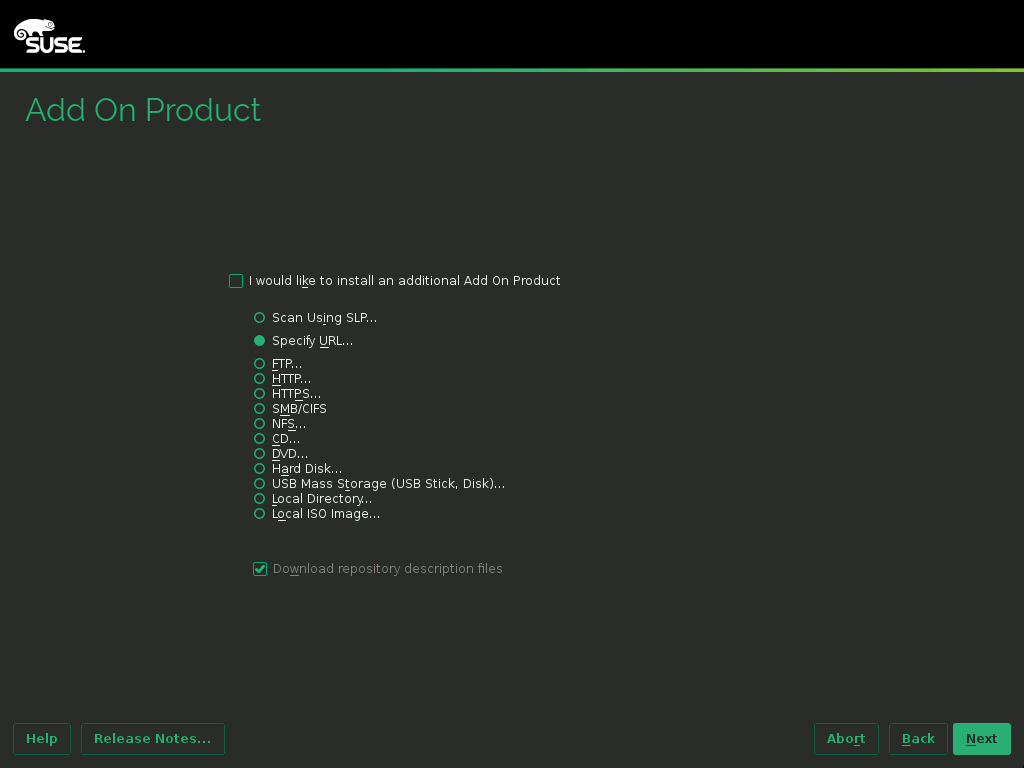 SUSE.
Add On Product
I would like to install an additional Add On Product
Scan Using SLP...
Specify URL...
FTP...
HTTP...
HTTPS...
SMB/CIFS
NFS...
CD...
DVD...
Hard Disk...
USB Mass Storage (USB Stick, Disk)...
Local Directory...
Local ISO Image...
Download repository description files
Help Release Notes... Abort Back Next